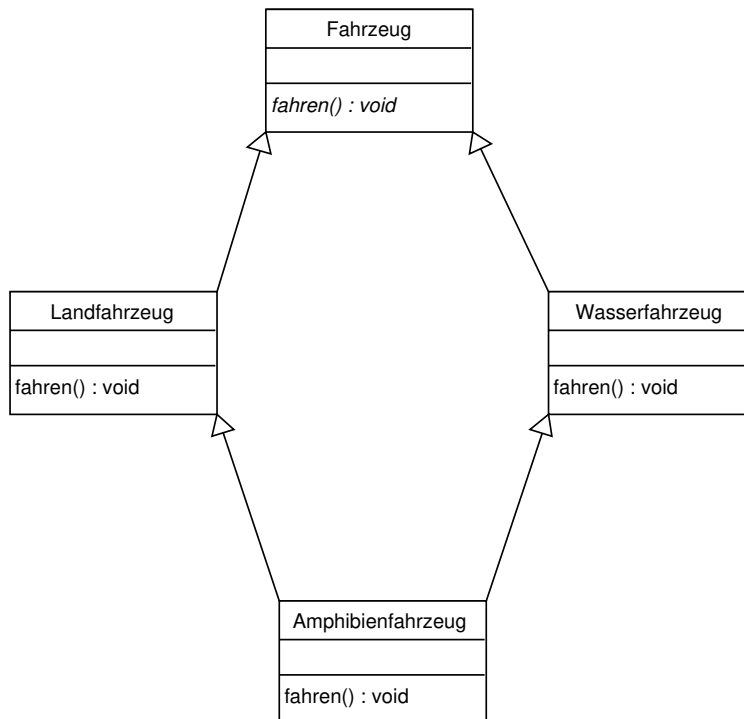 Fahrzeug
fahren() : void
Landfahrzeug
fahren() : void
Wasserfahrzeug
fahren() : void
Amphibienfahrzeug
fahren() : void